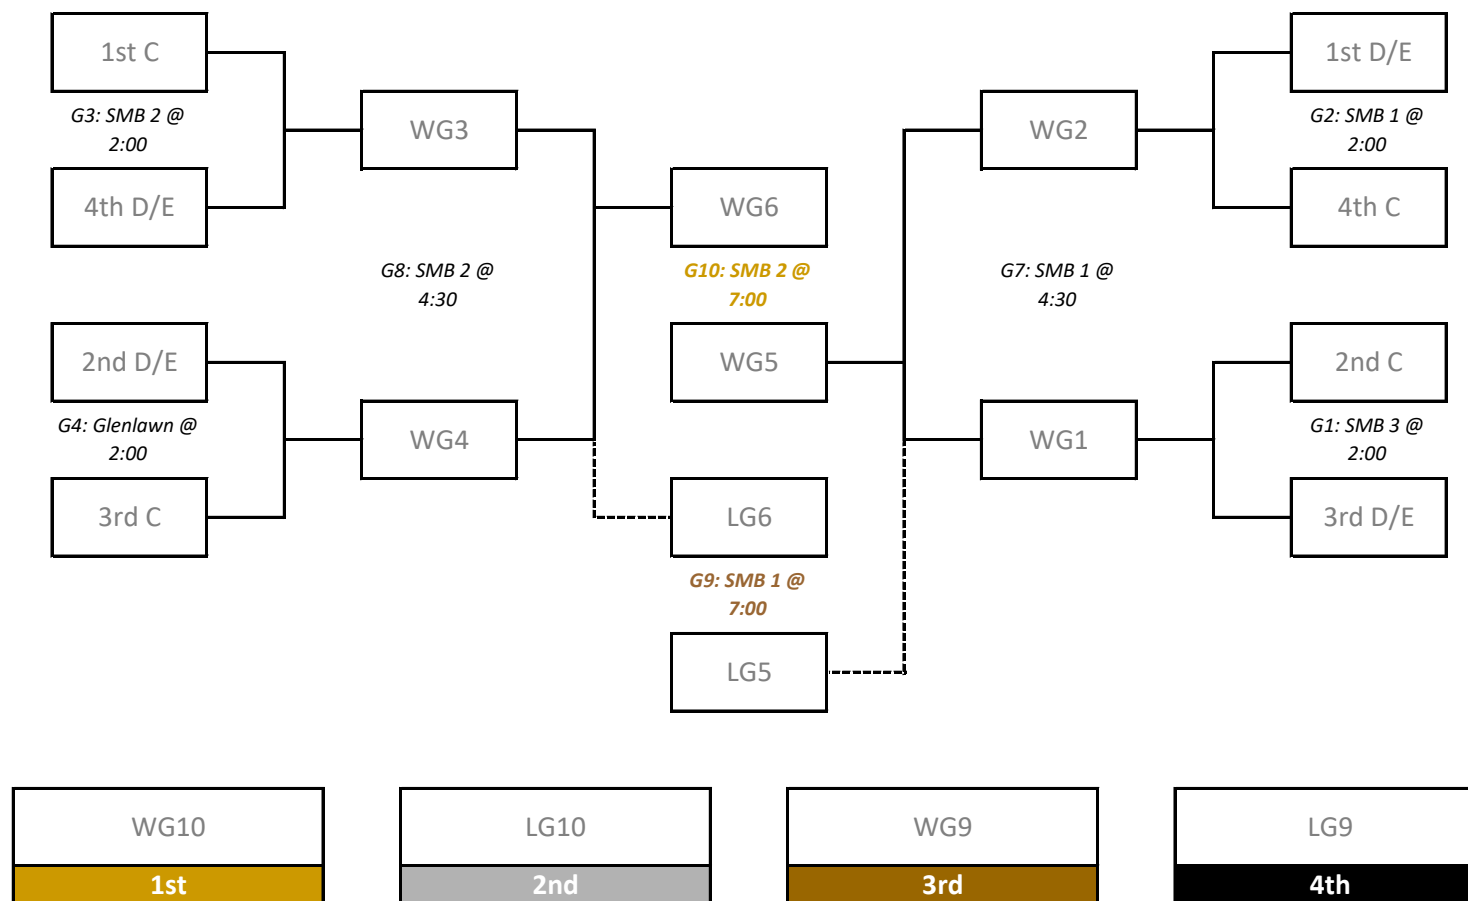 1st C
G3: SMB 2 @
2:00
4th D/E
2nd D/E
G4: Glenlawn @
2:00
3rd C
WG3
G8: SMB 2 @
4:30
WG4
WG6
G10: SMB 2 @
7:00
WG5
LG6
G9: SMB 1 @
7:00
LG5
WG2
G7: SMB 1 @
4:30
WG1
1st D/E
G2: SMB 1 @
2:00
4th C
2nd C
G1: SMB 3 @
2:00
3rd D/E
WG10
1st
LG10
2nd
WG9
3rd
LG9
4th